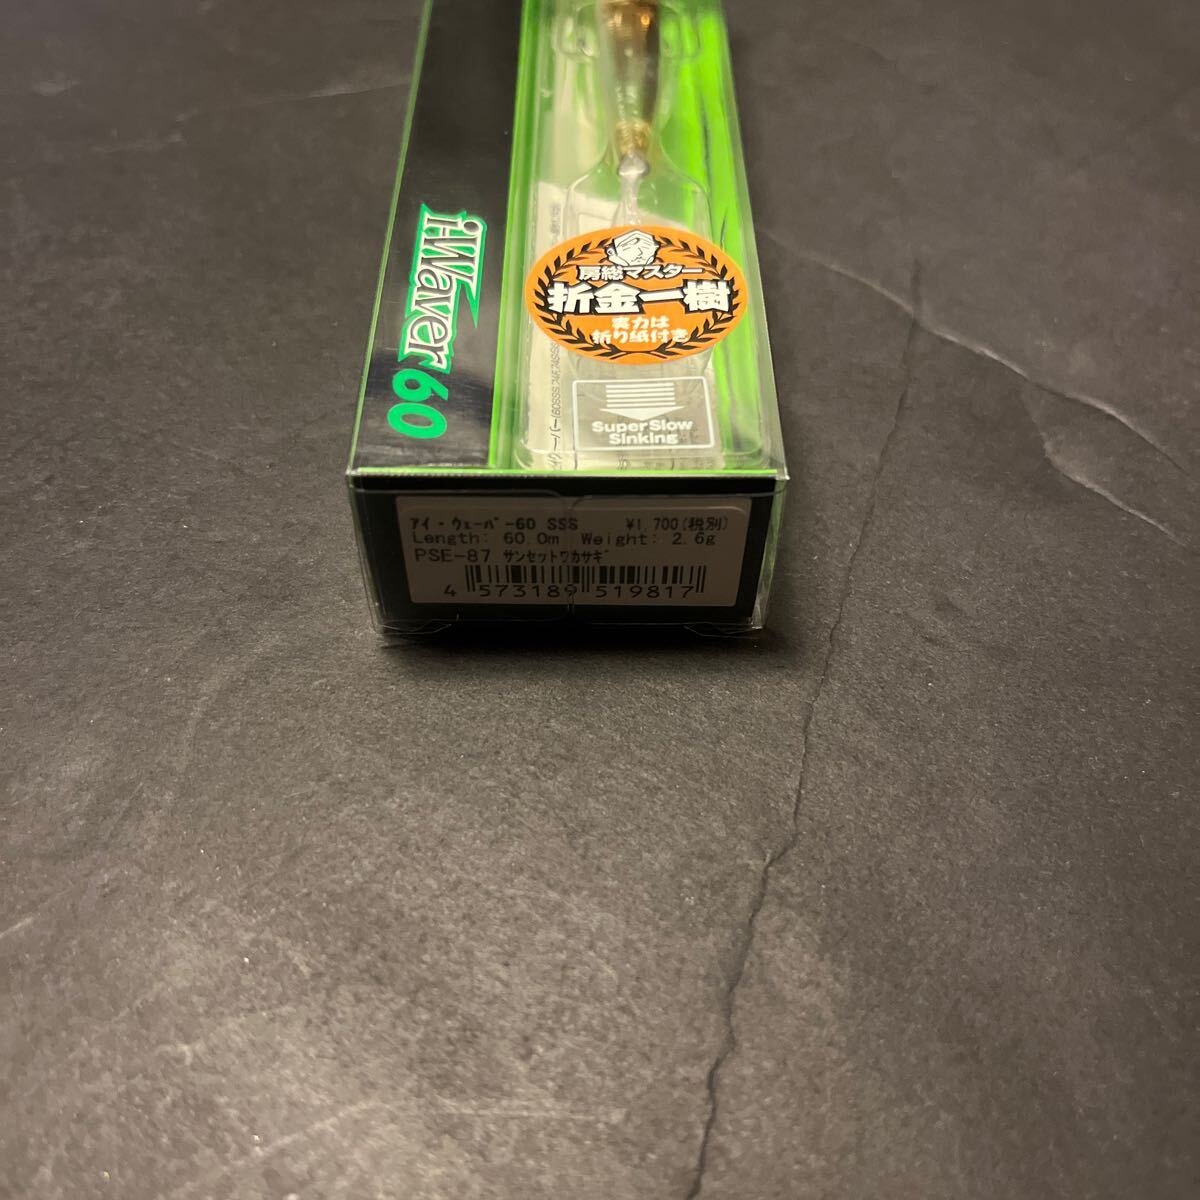 i-Waver 60
房総マスター
折金一樹
実力は
折り紙付き
Super Slow
Sinking
ｱｲ・ｳｪｰﾊﾞｰ60 SSS ¥1,700(税別)
Length: 60.0m Weight: 2.6g
PSE-87 ｻﾝｾｯﾄﾜｶｻｷﾞ
4 573189 519817